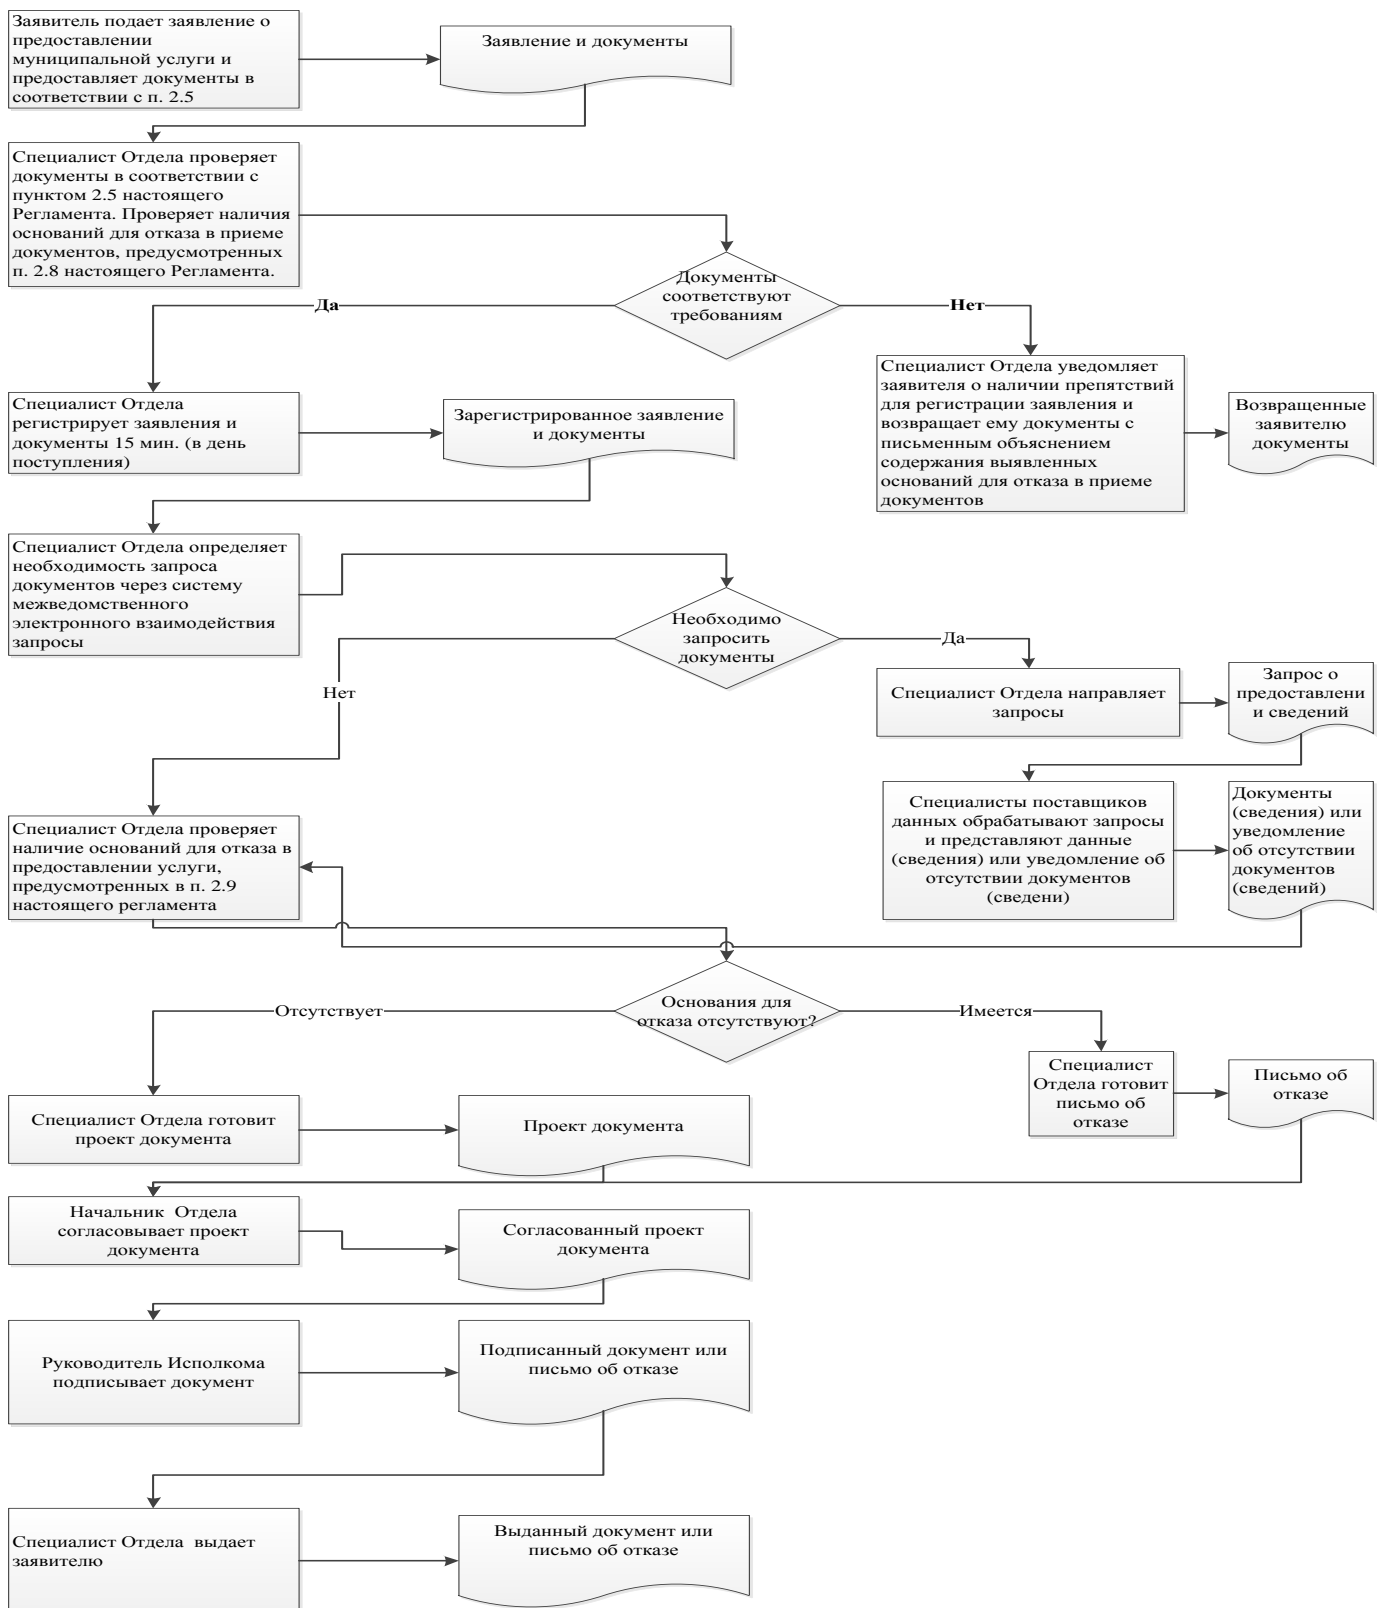 Заявитель подает заявление о
предоставлении
муниципальной услуги и
предоставляет документы в
соответствии с п. 2.5
Заявление и документы
Специалист Отдела проверяет
документы в соответствии с
пунктом 2.5 настоящего
Регламента. Проверяет наличия
оснований для отказа в приеме
документов, предусмотренных
п. 2.8 настоящего Регламента.
Документы
соответствуют
требованиям
Да
Нет
Специалист Отдела
регистрирует заявления и
документы 15 мин. (в день
поступления)
Зарегистрированное заявление
и документы
Специалист Отдела уведомляет
заявителя о наличии препятствий
для регистрации заявления и
возвращает ему документы с
письменным объяснением
содержания выявленных
оснований для отказа в приеме
документов
Возвращенные
заявителю
документы
Специалист Отдела определяет
необходимость запроса
документов через систему
межведомственного
электронного взаимодействия
запросы
Необходимо
запросить
документы
Да
Нет
Специалист Отдела направляет
запросы
Запрос о
предоставлени
и сведений
Специалисты поставщиков
данных обрабатывают запросы
и представляют данные
(сведения) или уведомление об
отсутствии документов
(сведени)
Документы
(сведения) или
уведомление
об отсутствии
документов
(сведений)
Специалист Отдела проверяет
наличие оснований для отказа в
предоставлении услуги,
предусмотренных в п. 2.9
настоящего регламента
Основания для
отказа отсутствуют?
Отсутствует
Имеется
Специалист
Отдела готовит
письмо об
отказе
Письмо об
отказе
Специалист Отдела готовит
проект документа
Проект документа
Начальник  Отдела
согласовывает проект
документа
Согласованный проект
документа
Руководитель Исполкома
подписывает документ
Подписанный документ или
письмо об отказе
Специалист Отдела  выдает
заявителю
Выданный документ или
письмо об отказе